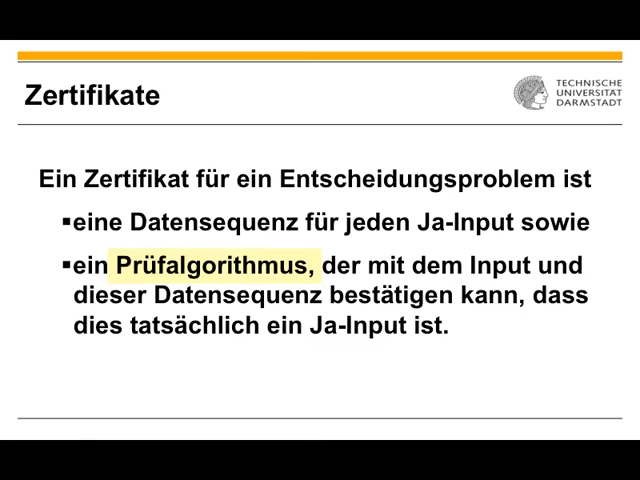 Zertifikate
TECHNISCHE
UNIVERSITÄT
DARMSTADT
Ein Zertifikat für ein Entscheidungsproblem ist
▪eine Datensequenz für jeden Ja-Input sowie
▪ein Prüfalgorithmus, der mit dem Input und
dieser Datensequenz bestätigen kann, dass
dies tatsächlich ein Ja-Input ist.